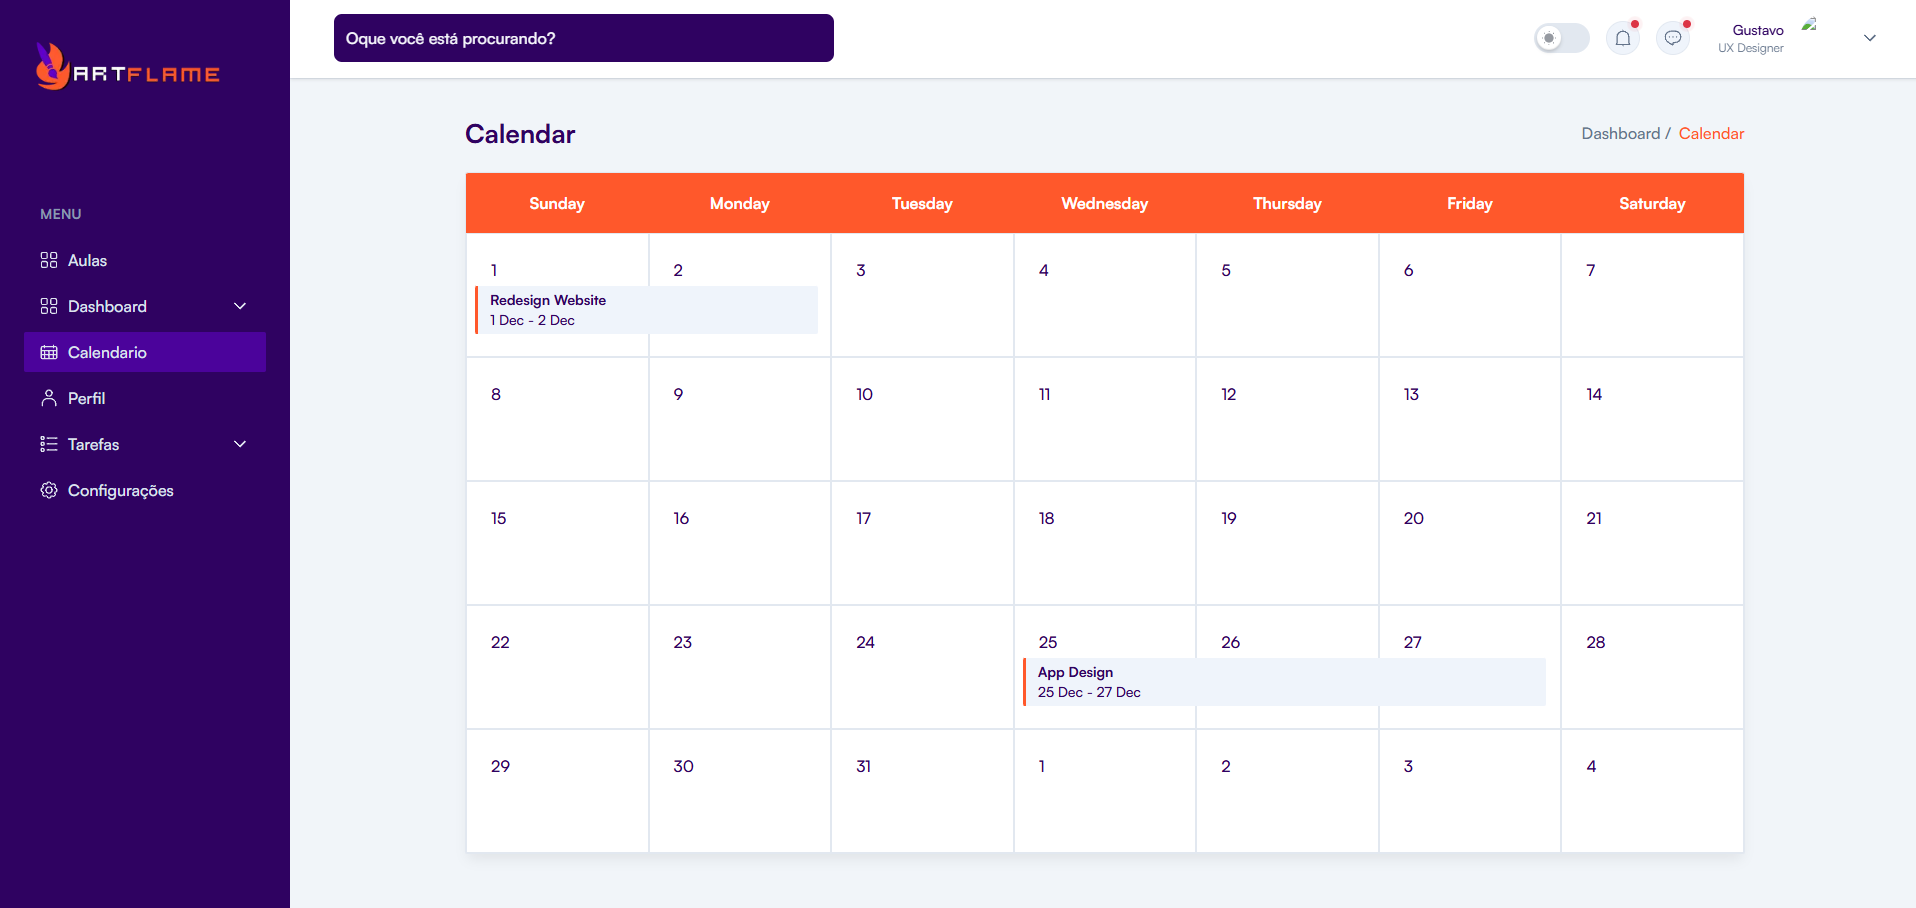 ARTFLAME
Oque você está procurando?
Gustavo
UX Designer
MENU
Aulas
Dashboard
Calendario
Perfil
Tarefas
Configurações
Calendar
Dashboard / Calendar
Sunday Monday Tuesday Wednesday Thursday Friday Saturday
1 2 3 4 5 6 7
Redesign Website
1 Dec - 2 Dec
8 9 10 11 12 13 14
15 16 17 18 19 20 21
22 23 24 25 26 27 28
App Design
25 Dec - 27 Dec
29 30 31 1 2 3 4